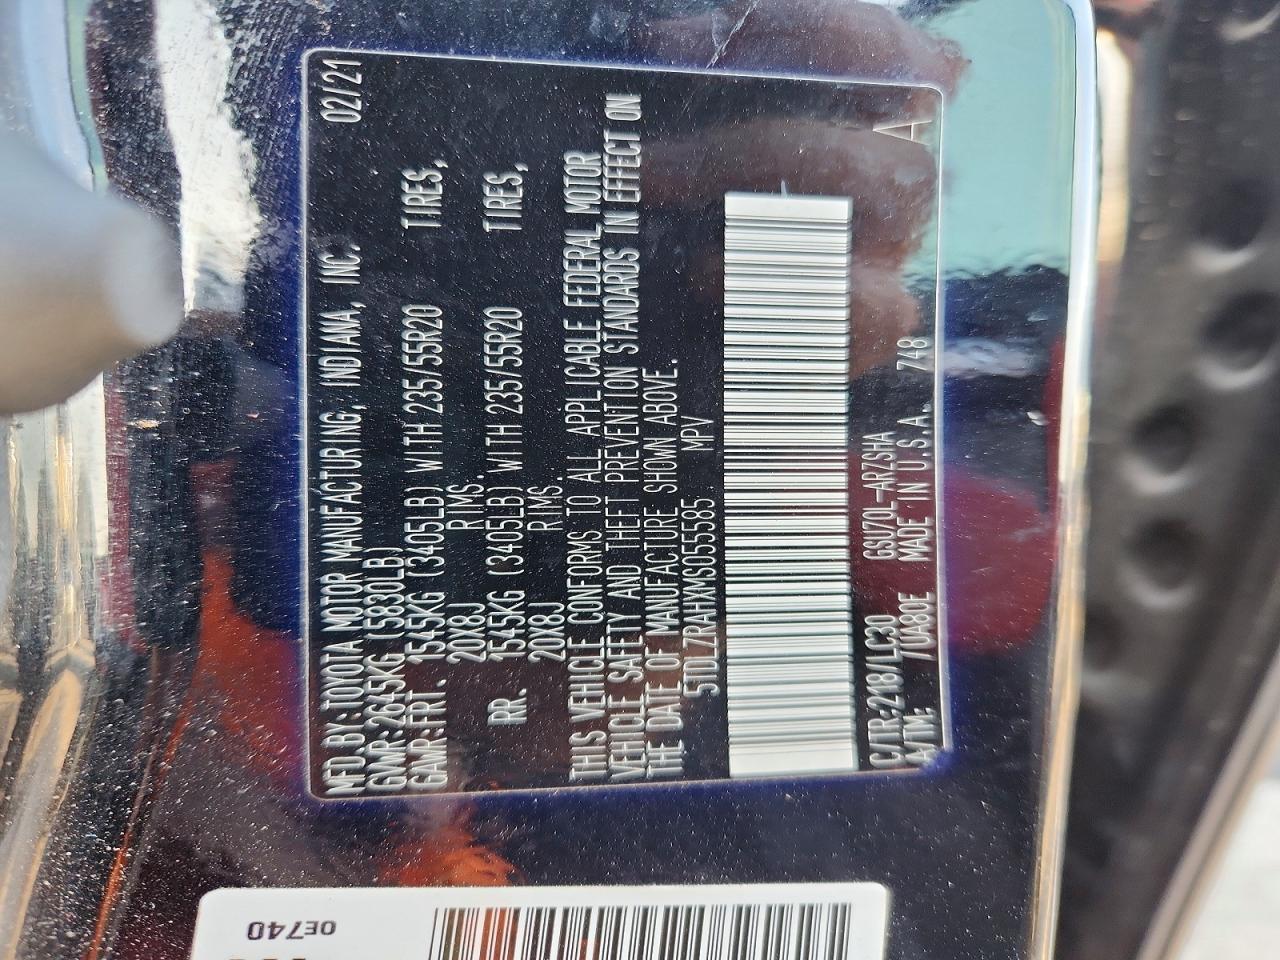 MFD.BY:TOYOTA MOTOR MANUFACTURING, INDIANA, INC. 02/21
GVWR:2645KG (5830LB)
GAWR:FRT. 1545KG (3405LB) WITH 235/55R20 TIRES,
20X8J RIMS.
RR. 1545KG (3405LB) WITH 235/55R20 TIRES,
20X8J RIMS.
THIS VEHICLE CONFORMS TO ALL APPLICABLE FEDERAL MOTOR
VEHICLE SAFETY AND THEFT PREVENTION STANDARDS IN EFFECT ON
THE DATE OF MANUFACTURE SHOWN ABOVE.
5TDLZRAHXMS055585 MPV
C/TR:218/LC30 GSU70L-ARZSHA A
A/TM: /UA80E MADE IN U.S.A. 748
0E740